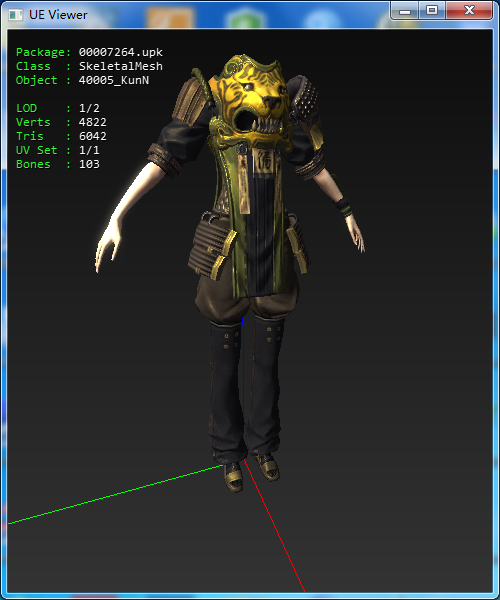 UE Viewer
Package: 00007264.upk
Class : SkeletalMesh
Object : 40005_KunN
LOD : 1/2
Verts : 4822
Tris : 6042
UV Set : 1/1
Bones : 103